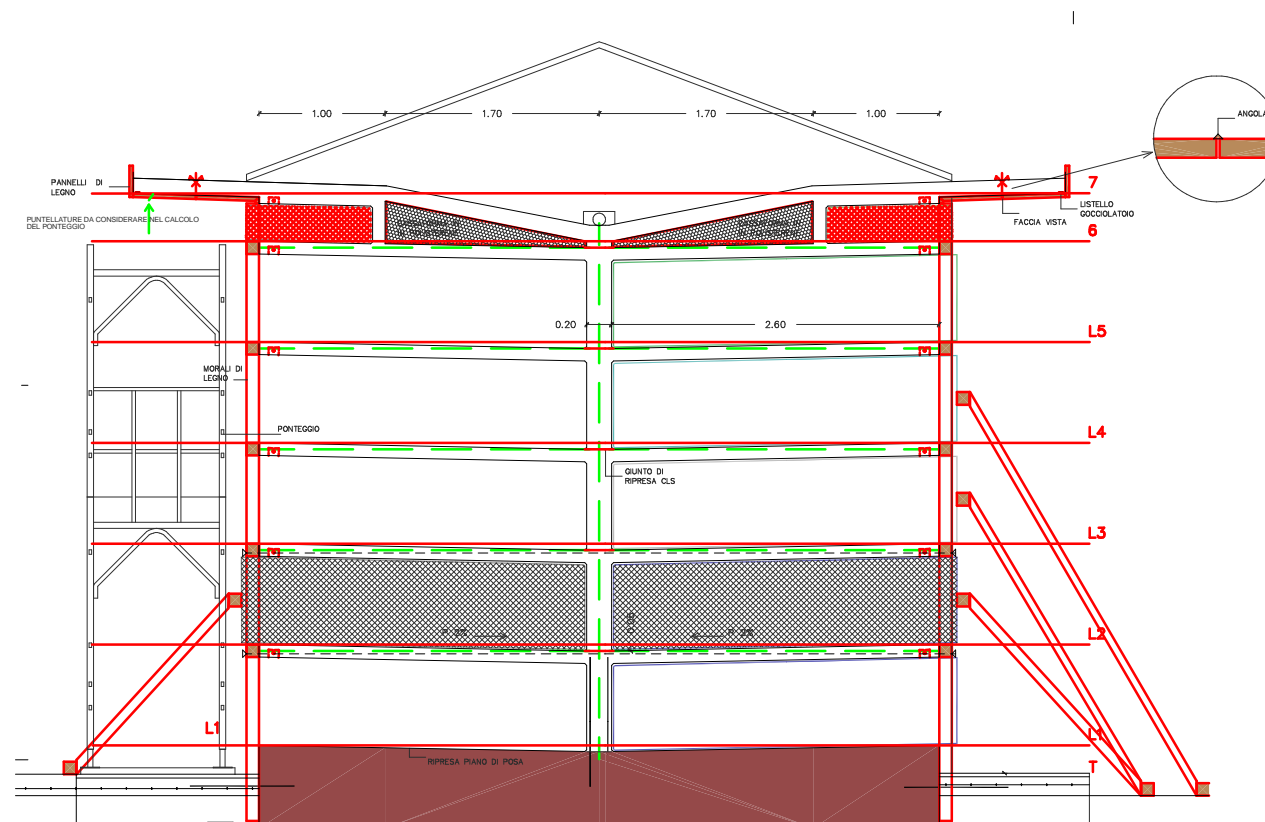 ANGOLA
1.00
1.70
1.70
1.00
PANNELLI DI
LEGNO
7
LISTELLO
GOCCIOLATOIO
PUNTELLATURE DA CONSIDERARE NEL CALCOLO
DEL PONTEGGIO
FACCIA VISTA
6
0.20
2.60
L5
MORALI DI
LEGNO
PONTEGGIO
L4
GIUNTO DI
RIPRESA CLS
L3
P 2%
P 2%
L2
L1
L1
RIPRESA PIANO DI POSA
T